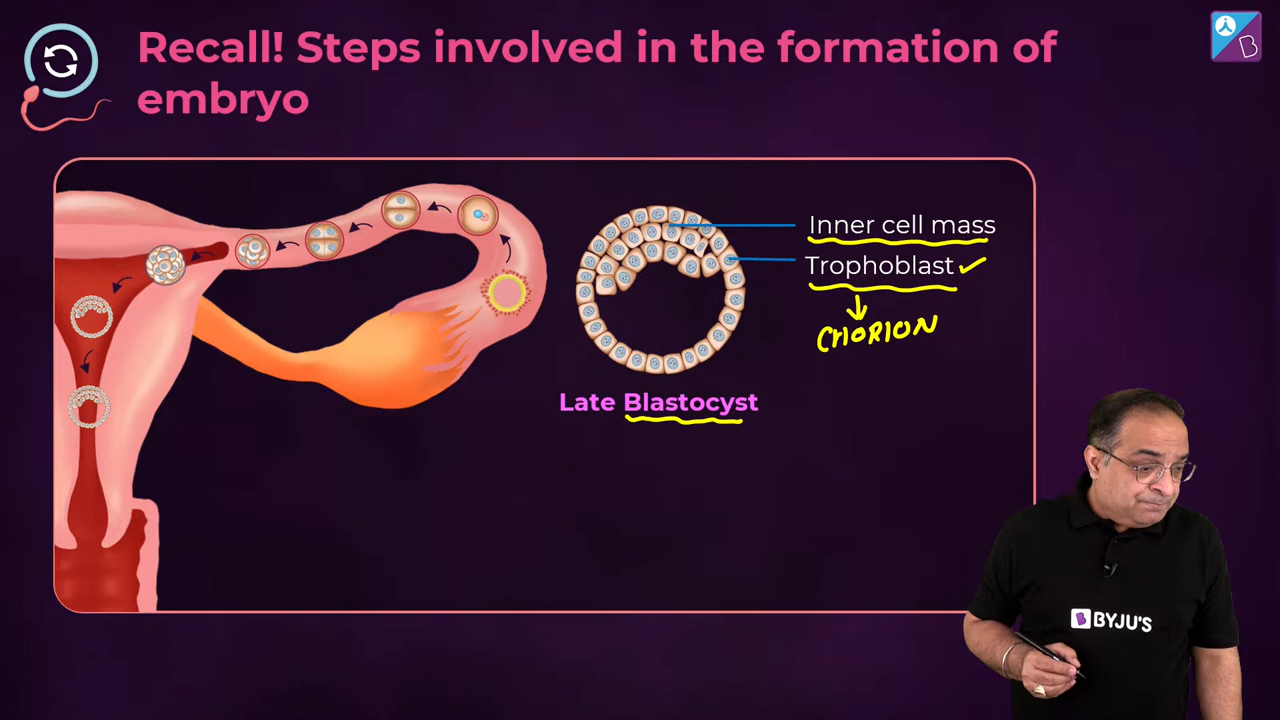 Recall! Steps involved in the formation of
embryo
Inner cell mass
Trophoblast
CHORION
Late Blastocyst
BYJU'S